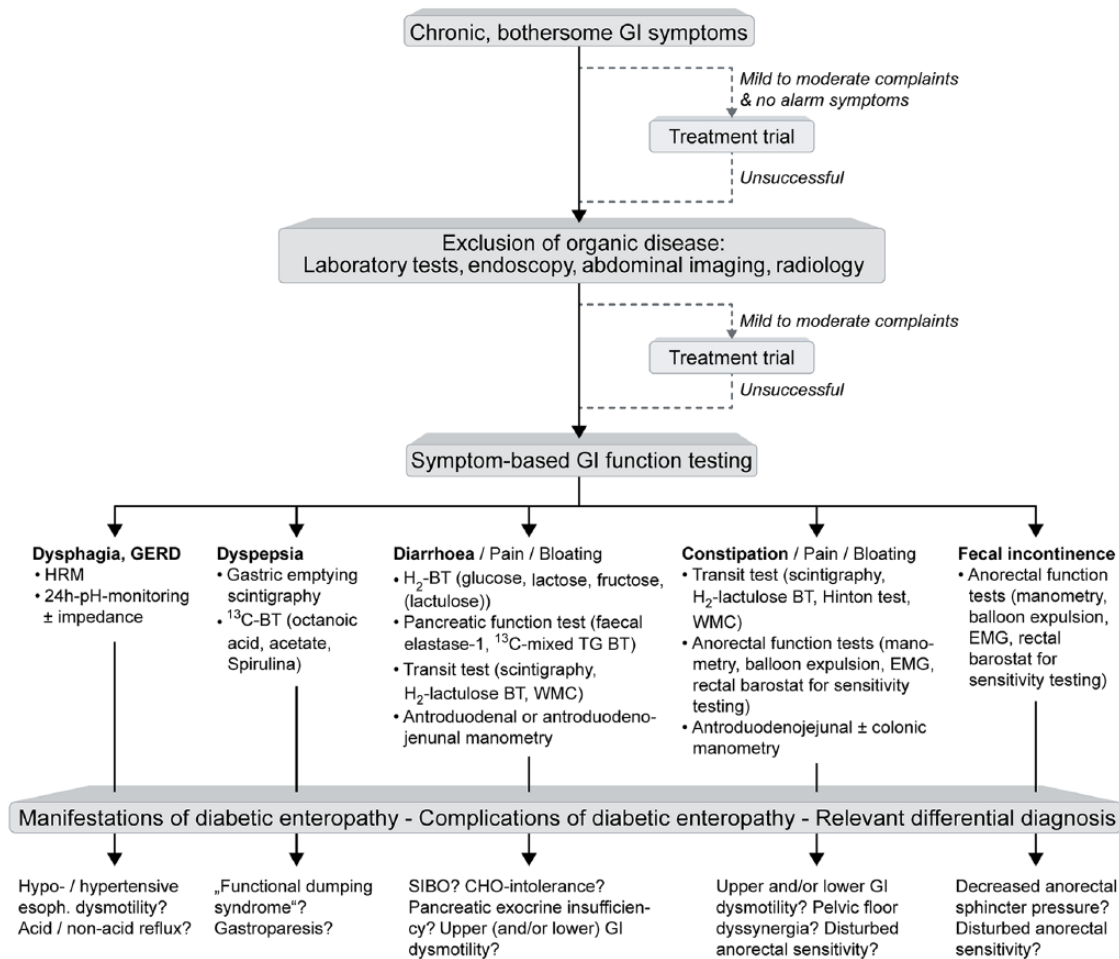 Chronic, bothersome GI symptoms
Mild to moderate complaints
& no alarm symptoms
Treatment trial
Unsuccessful
Exclusion of organic disease:
Laboratory tests, endoscopy, abdominal imaging, radiology
Mild to moderate complaints
Treatment trial
Unsuccessful
Symptom-based GI function testing
Dysphagia, GERD
• HRM
• 24h-pH-monitoring
± impedance
Dyspepsia
• Gastric emptying
scintigraphy
• ¹³C-BT (octanoic
acid, acetate,
Spirulina)
Diarrhoea / Pain / Bloating
• H₂-BT (glucose, lactose, fructose,
(lactulose))
• Pancreatic function test (faecal
elastase-1, ¹³C-mixed TG BT)
• Transit test (scintigraphy,
H₂-lactulose BT, WMC)
• Antroduodenal or antroduodeno-
jenunal manometry
Constipation / Pain / Bloating
• Transit test (scintigraphy,
H₂-lactulose BT, Hinton test,
WMC)
• Anorectal function tests (mano-
metry, balloon expulsion, EMG,
rectal barostat for sensitivity
testing)
• Antroduodenojejunal ± colonic
manometry
Fecal incontinence
• Anorectal function
tests (manometry,
balloon expulsion,
EMG, rectal
barostat for
sensitivity testing)
Manifestations of diabetic enteropathy - Complications of diabetic enteropathy - Relevant differential diagnosis
Hypo- / hypertensive
esoph. dysmotility?
Acid / non-acid reflux?
„Functional dumping
syndrome“?
Gastroparesis?
SIBO? CHO-intolerance?
Pancreatic exocrine insufficien-
cy? Upper (and/or lower) GI
dysmotility?
Upper and/or lower GI
dysmotility? Pelvic floor
dyssynergia? Disturbed
anorectal sensitivity?
Decreased anorectal
sphincter pressure?
Disturbed anorectal
sensitivity?